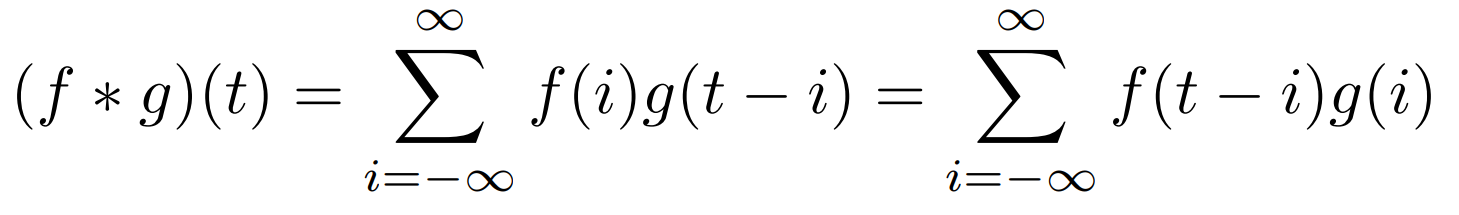 (f ∗ g)(t) = ∑_{i=−∞}^{∞} f(i)g(t − i) = ∑_{i=−∞}^{∞} f(t − i)g(i)